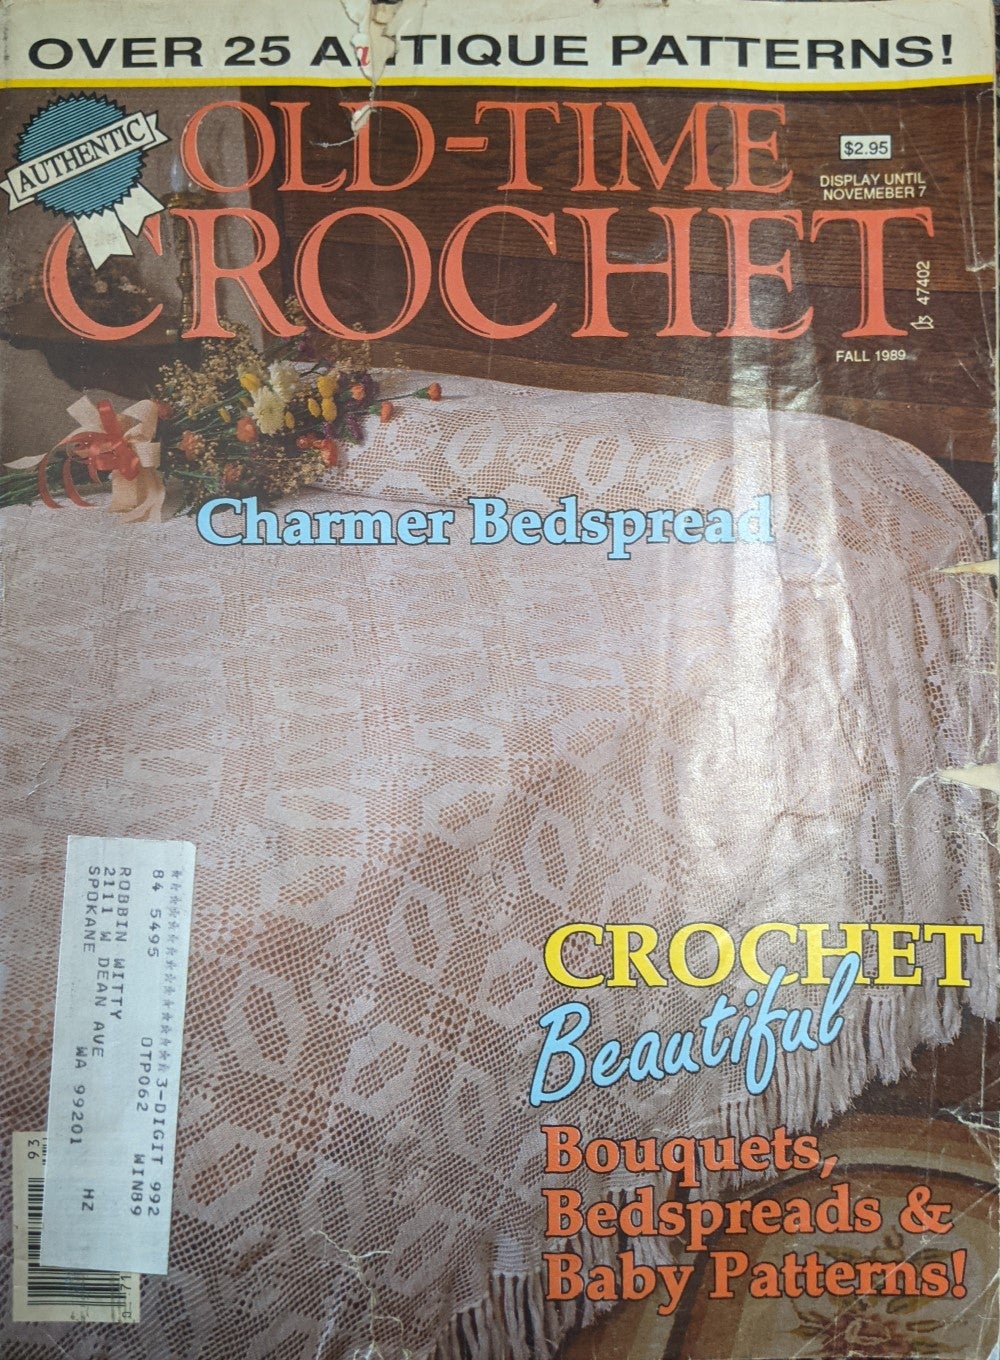 OVER 25 ANTIQUE PATTERNS!
AUTHENTIC
OLD-TIME
CROCHET
$2.95
DISPLAY UNTIL
NOVEMEBER 7
47402
FALL 1989
Charmer Bedspread
CROCHET
Beautiful
Bouquets,
Bedspreads &
Baby Patterns!
3-DIGIT 992
84 5495 OTP062 WIN89
ROBBIN WITTY
2111 W DEAN AVE
SPOKANE WA 99201 HZ
93